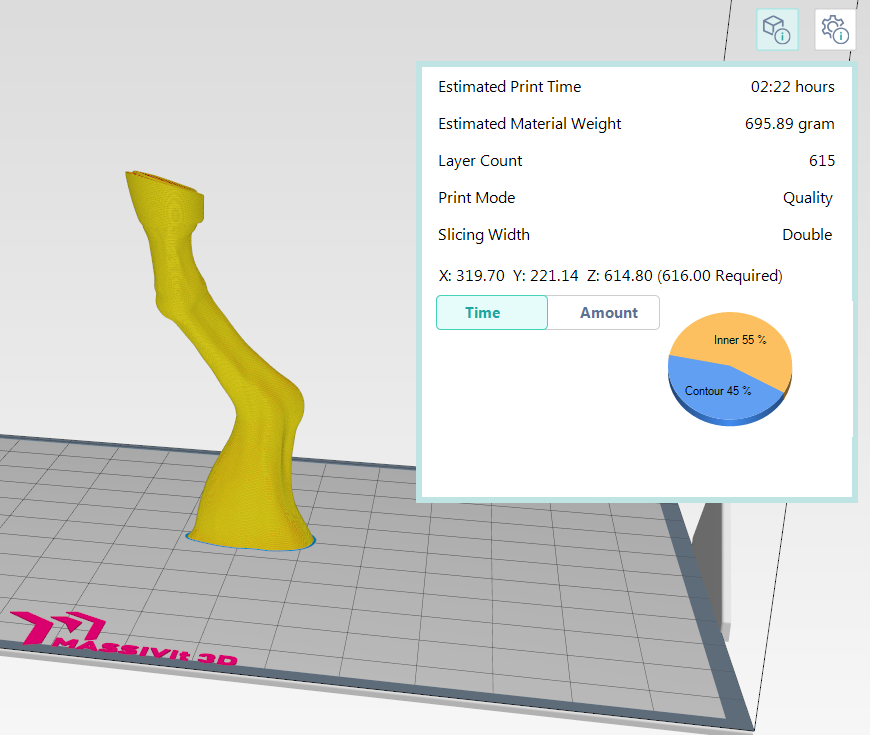 Estimated Print Time 02:22 hours
Estimated Material Weight 695.89 gram
Layer Count 615
Print Mode Quality
Slicing Width Double
X: 319.70 Y: 221.14 Z: 614.80 (616.00 Required)
Time Amount
Inner 55 %
Contour 45 %
MASSIVit 3D